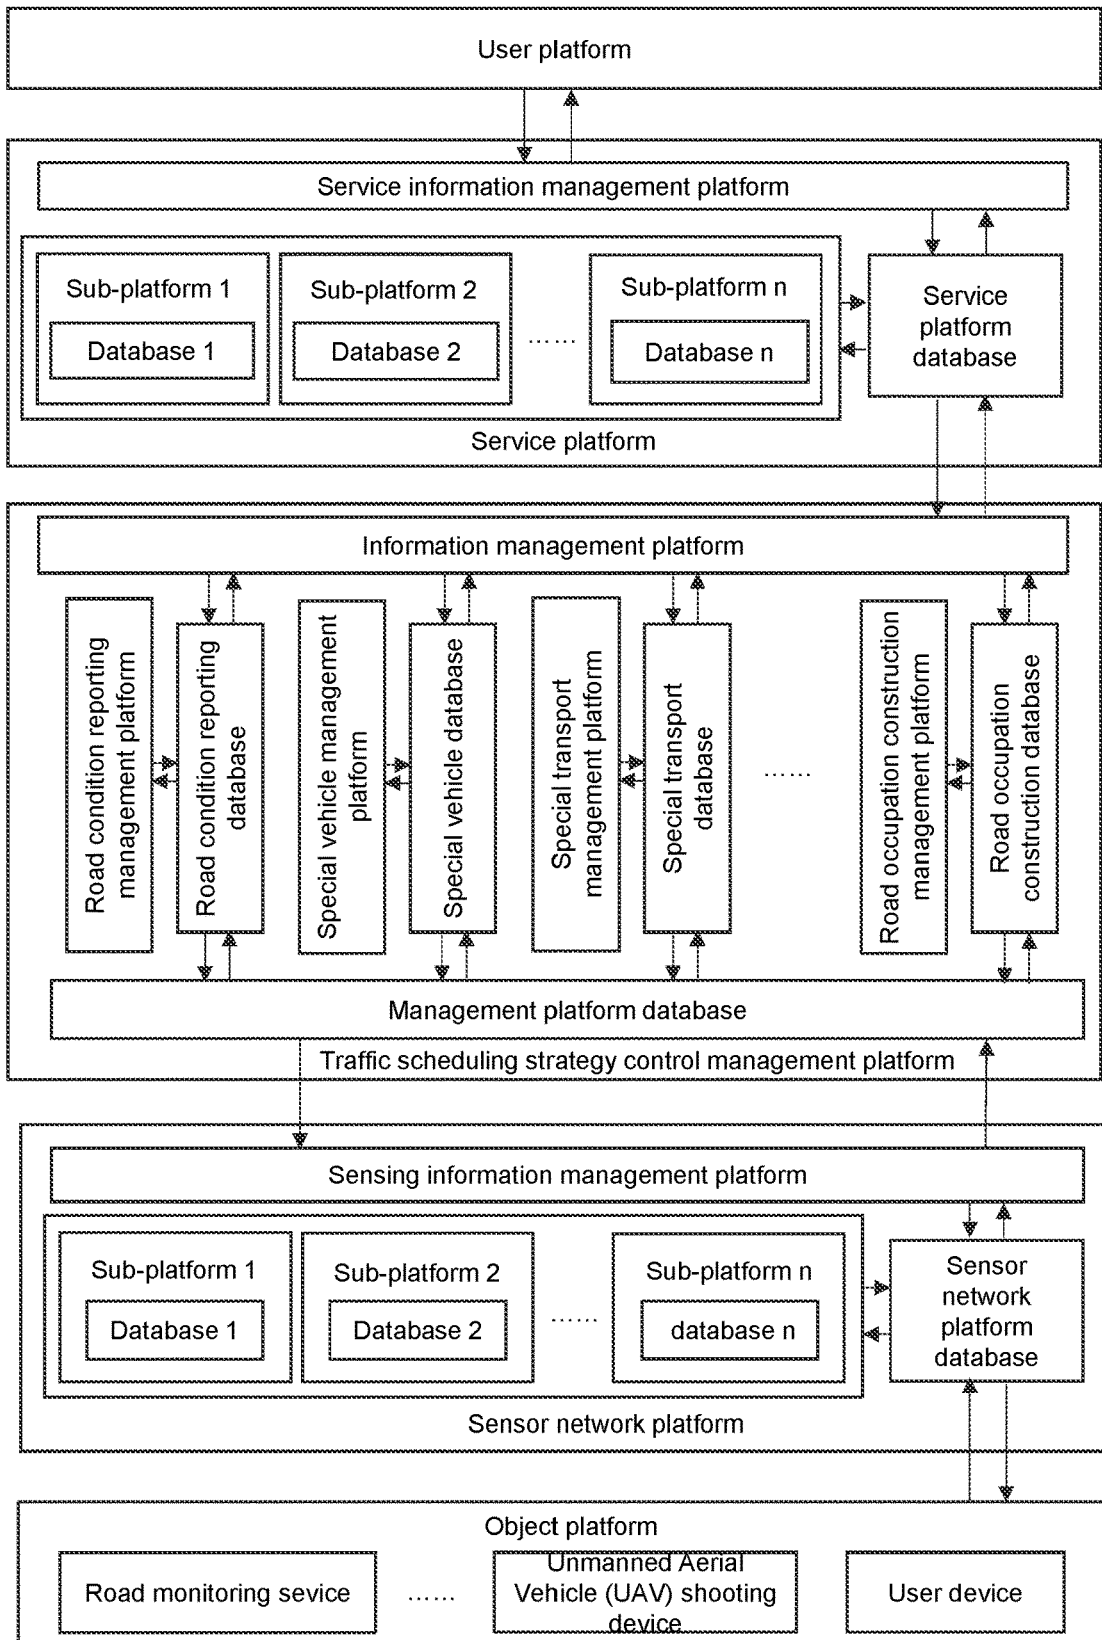 User platform
Service information management platform
Sub-platform 1
Database 1
Sub-platform 2
Database 2
……
Sub-platform n
Database n
Service
platform
database
Service platform
Information management platform
Road condition reporting
management platform
Road condition reporting
database
Special vehicle management
platform
Special vehicle database
Special transport
management platform
Special transport
database
……
Road occupation construction
management platform
Road occupation
construction database
Management platform database
Traffic scheduling strategy control management platform
Sensing information management platform
Sub-platform 1
Database 1
Sub-platform 2
Database 2
……
Sub-platform n
database n
Sensor
network
platform
database
Sensor network platform
Object platform
Road monitoring sevice
……
Unmanned Aerial
Vehicle (UAV) shooting
device
User device